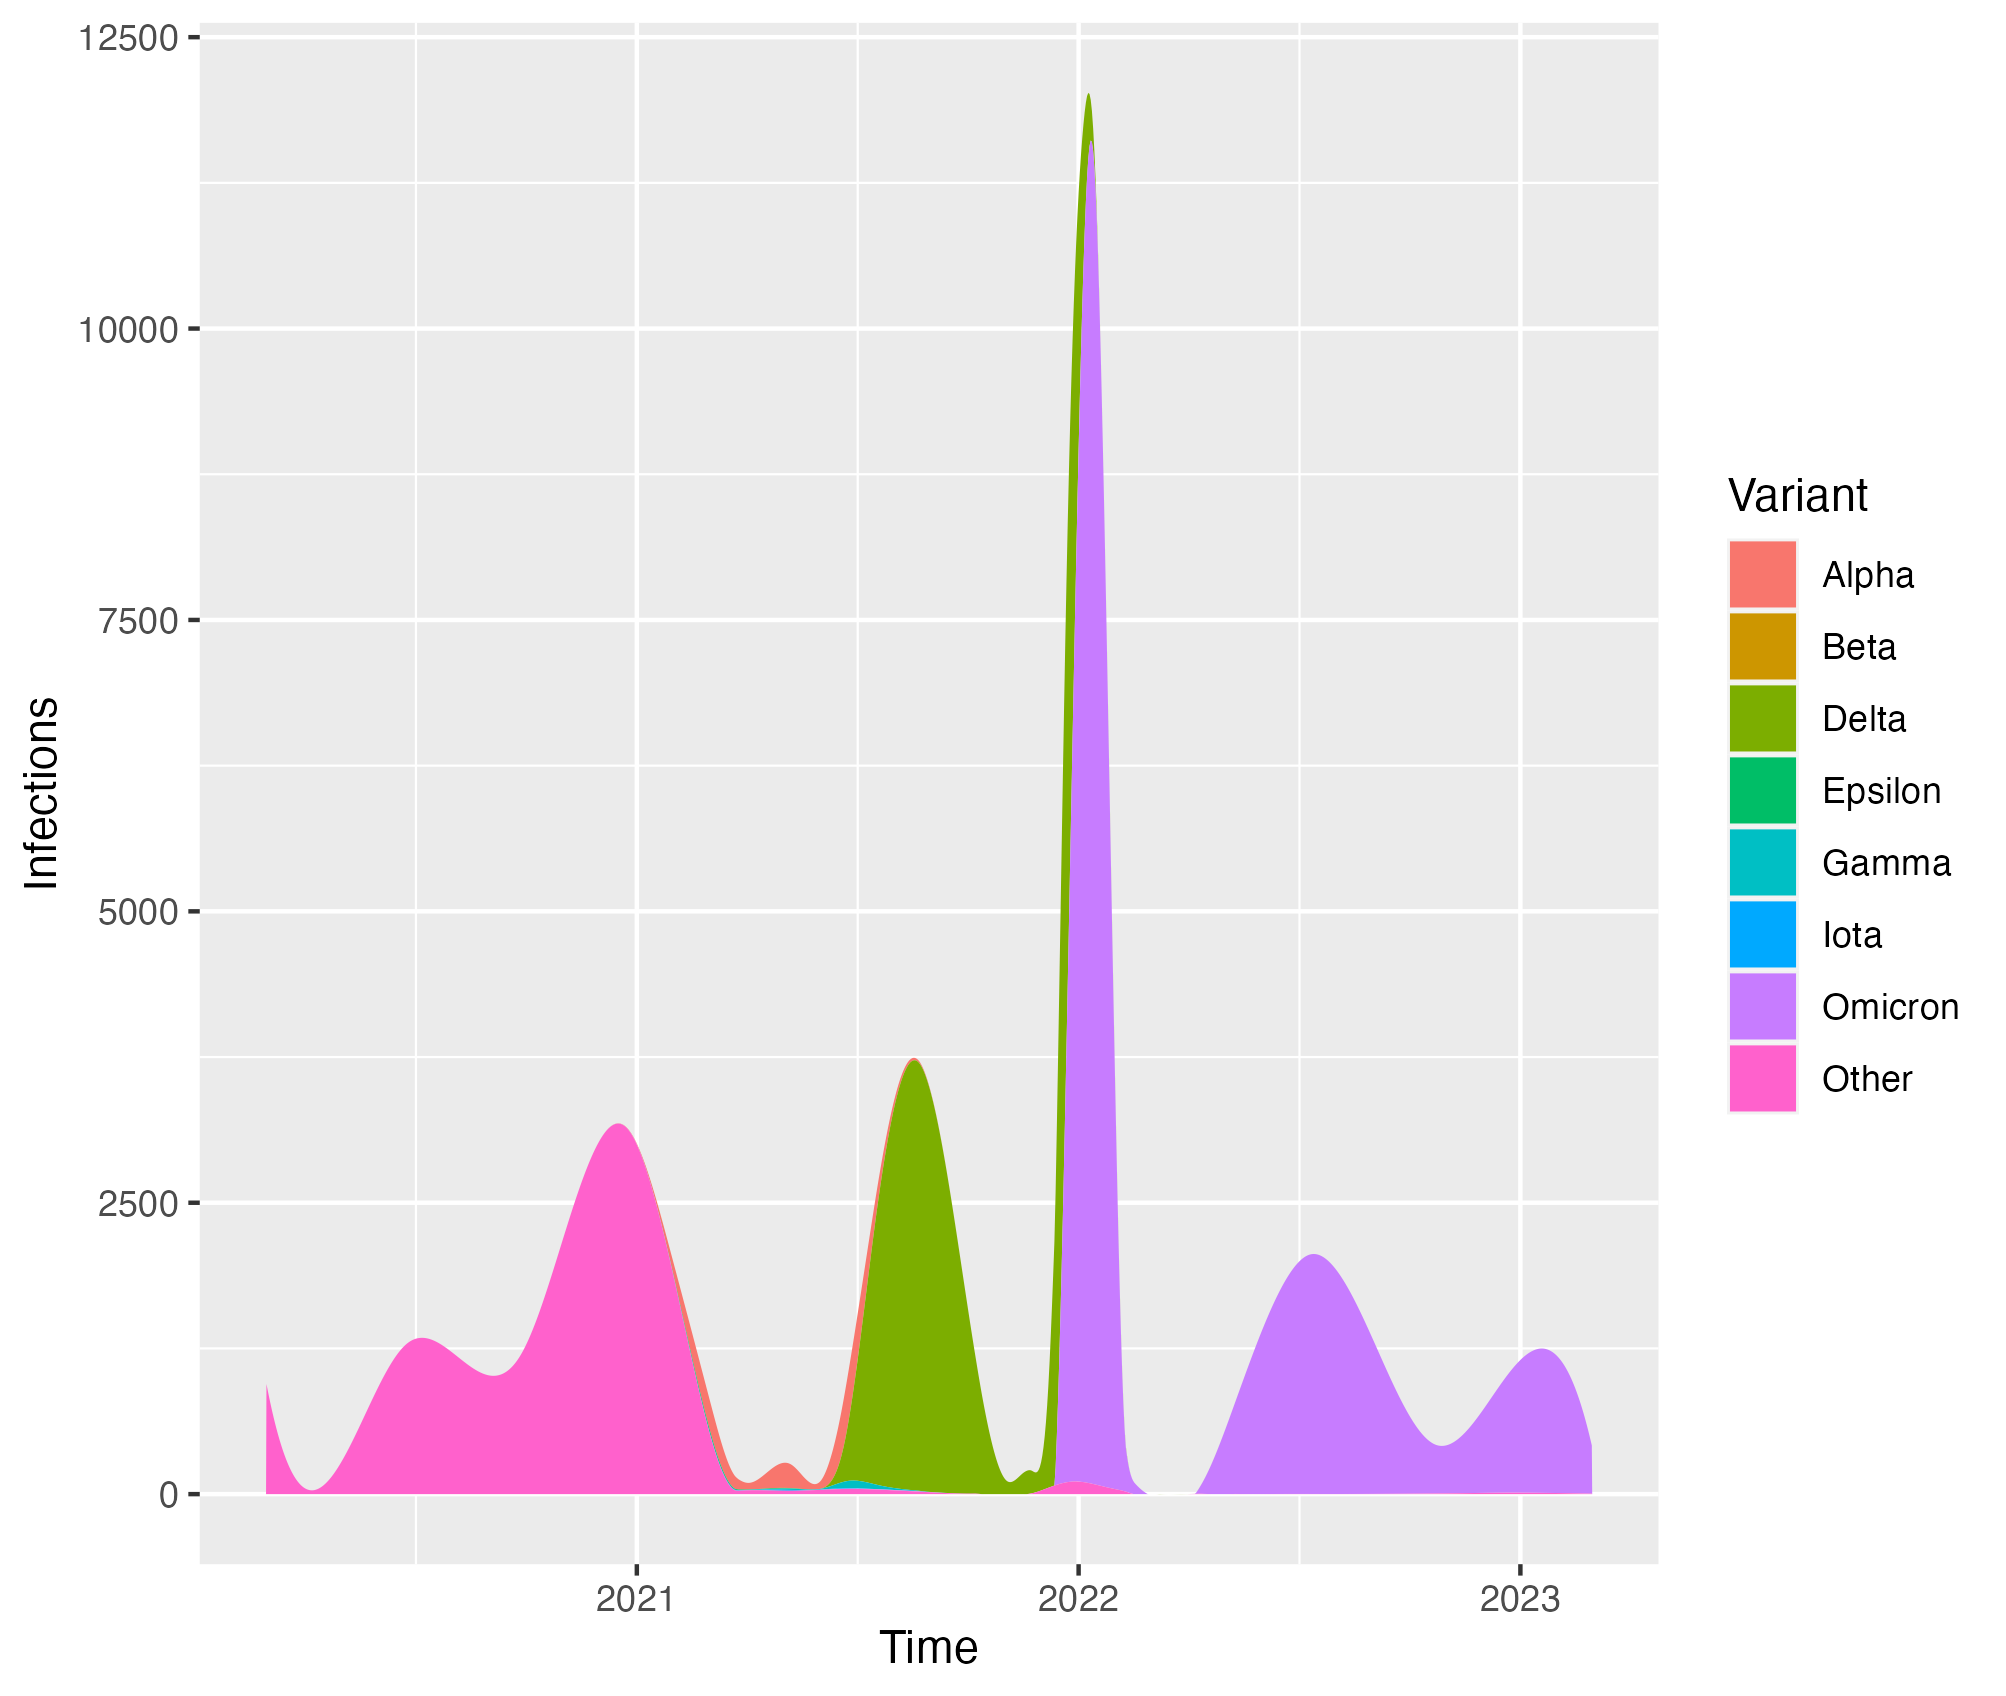 12500
10000
7500
5000
2500
0
Infections
2021
2022
2023
Time
Variant
Alpha
Beta
Delta
Epsilon
Gamma
Iota
Omicron
Other